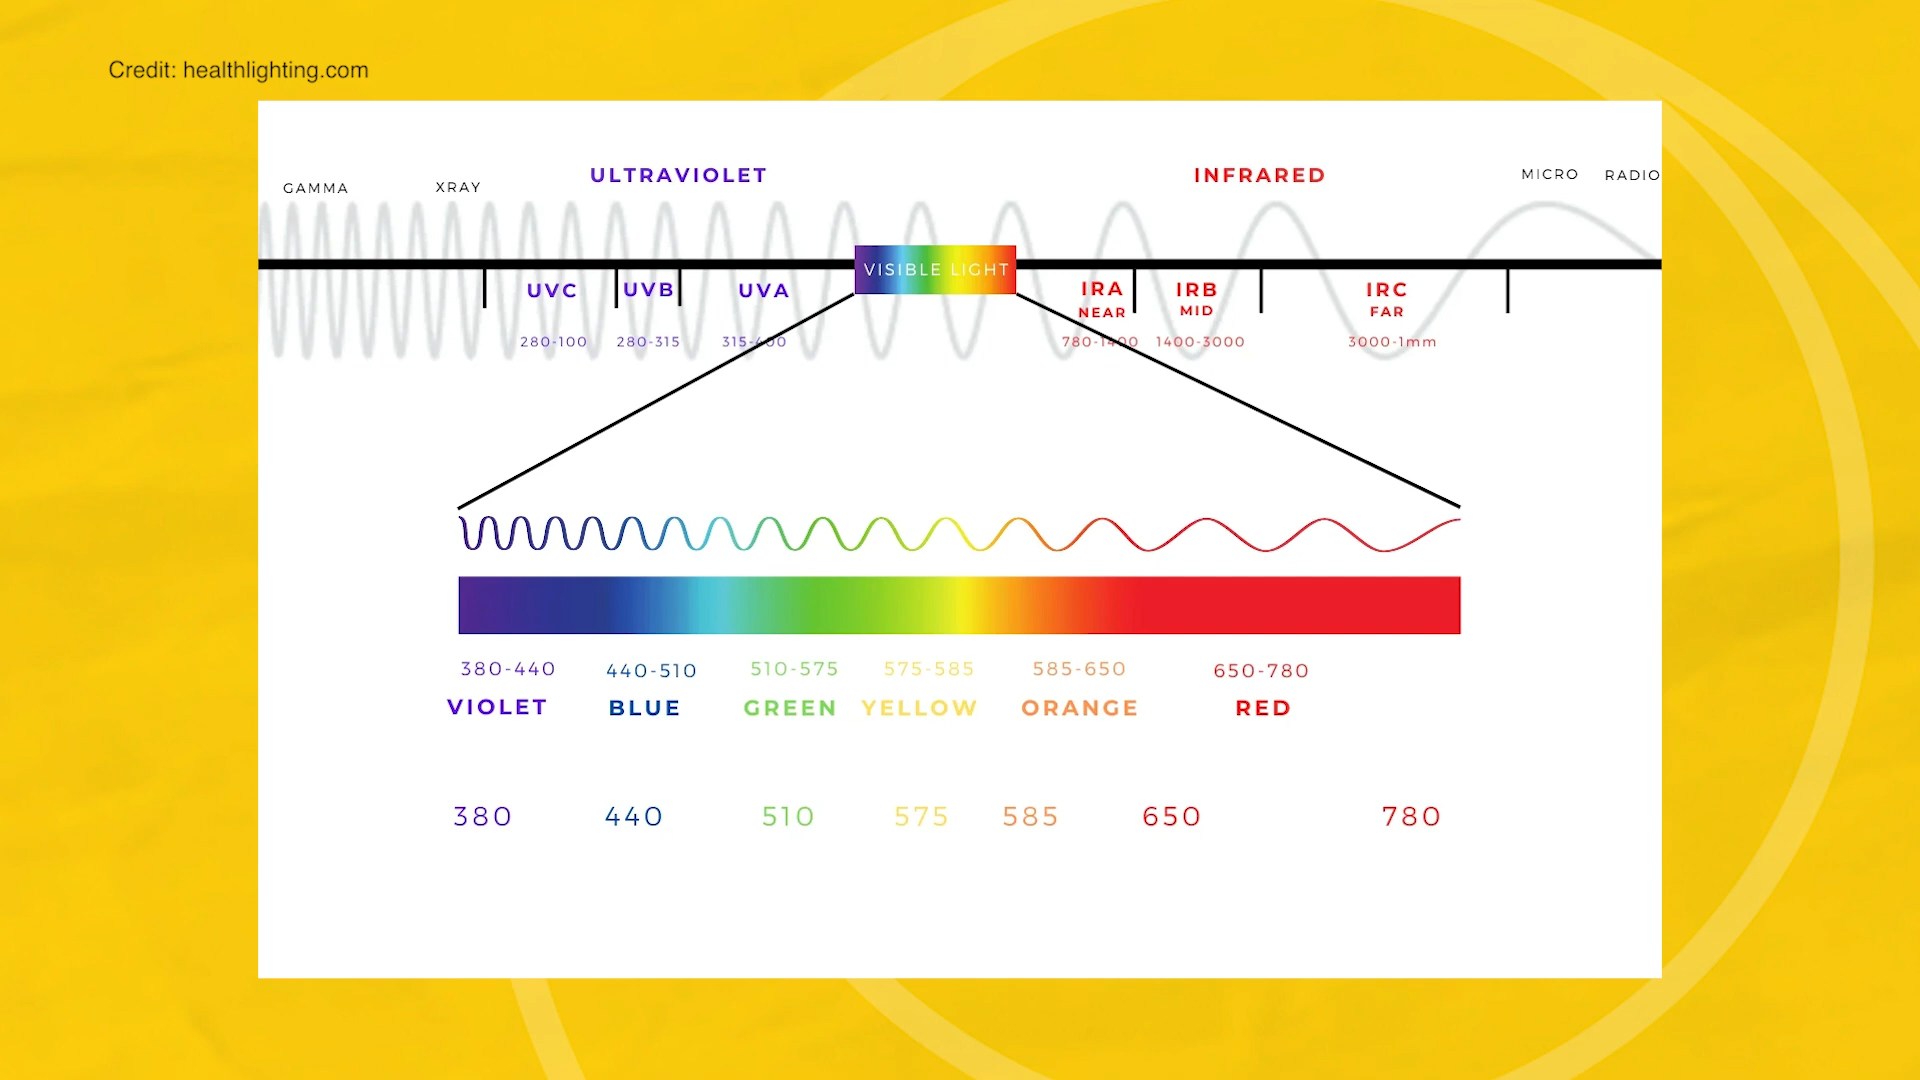 Credit: healthlighting.com
GAMMA XRAY ULTRAVIOLET INFRARED MICRO RADIO
VISIBLE LIGHT
UVC UVB UVA IRA IRB IRC
NEAR MID FAR
280-100 280-315 315-400 780-1400 1400-3000 3000-1mm
380-440 440-510 510-575 575-585 585-650 650-780
VIOLET BLUE GREEN YELLOW ORANGE RED
380 440 510 575 585 650 780